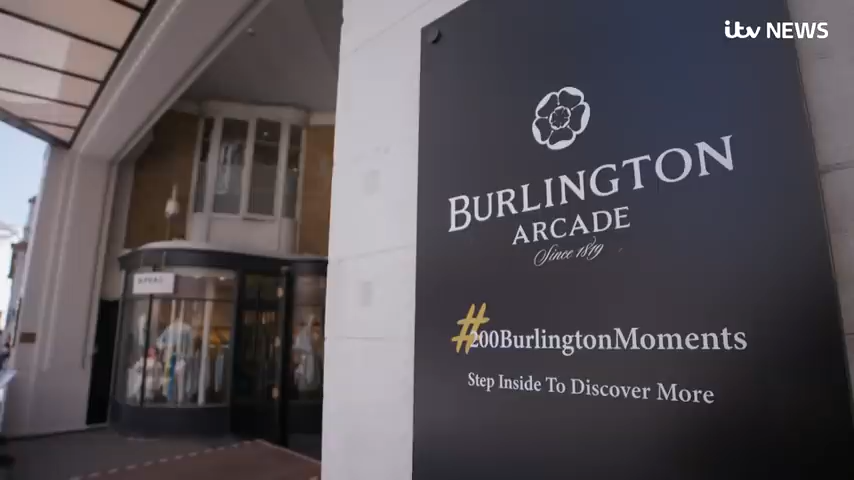 itv NEWS
BURLINGTON
ARCADE
Since 1819
#200BurlingtonMoments
Step Inside To Discover More